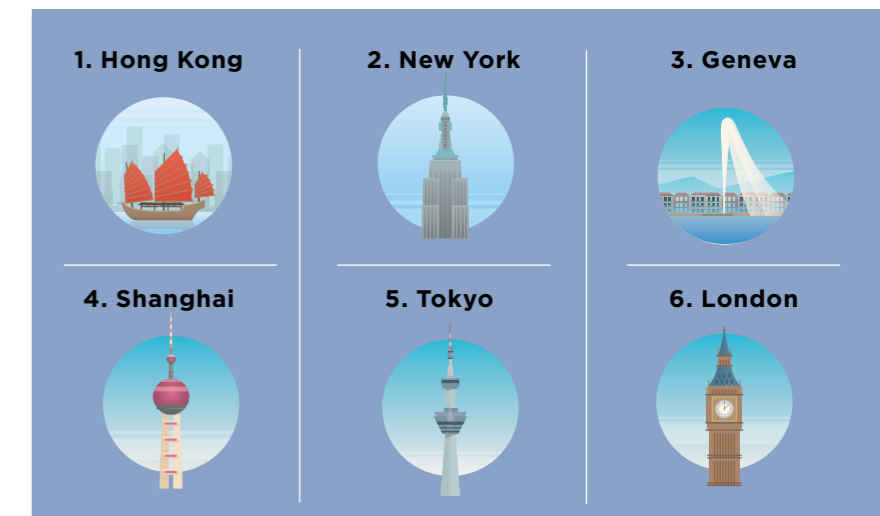 1. Hong Kong
2. New York
3. Geneva
4. Shanghai
5. Tokyo
6. London